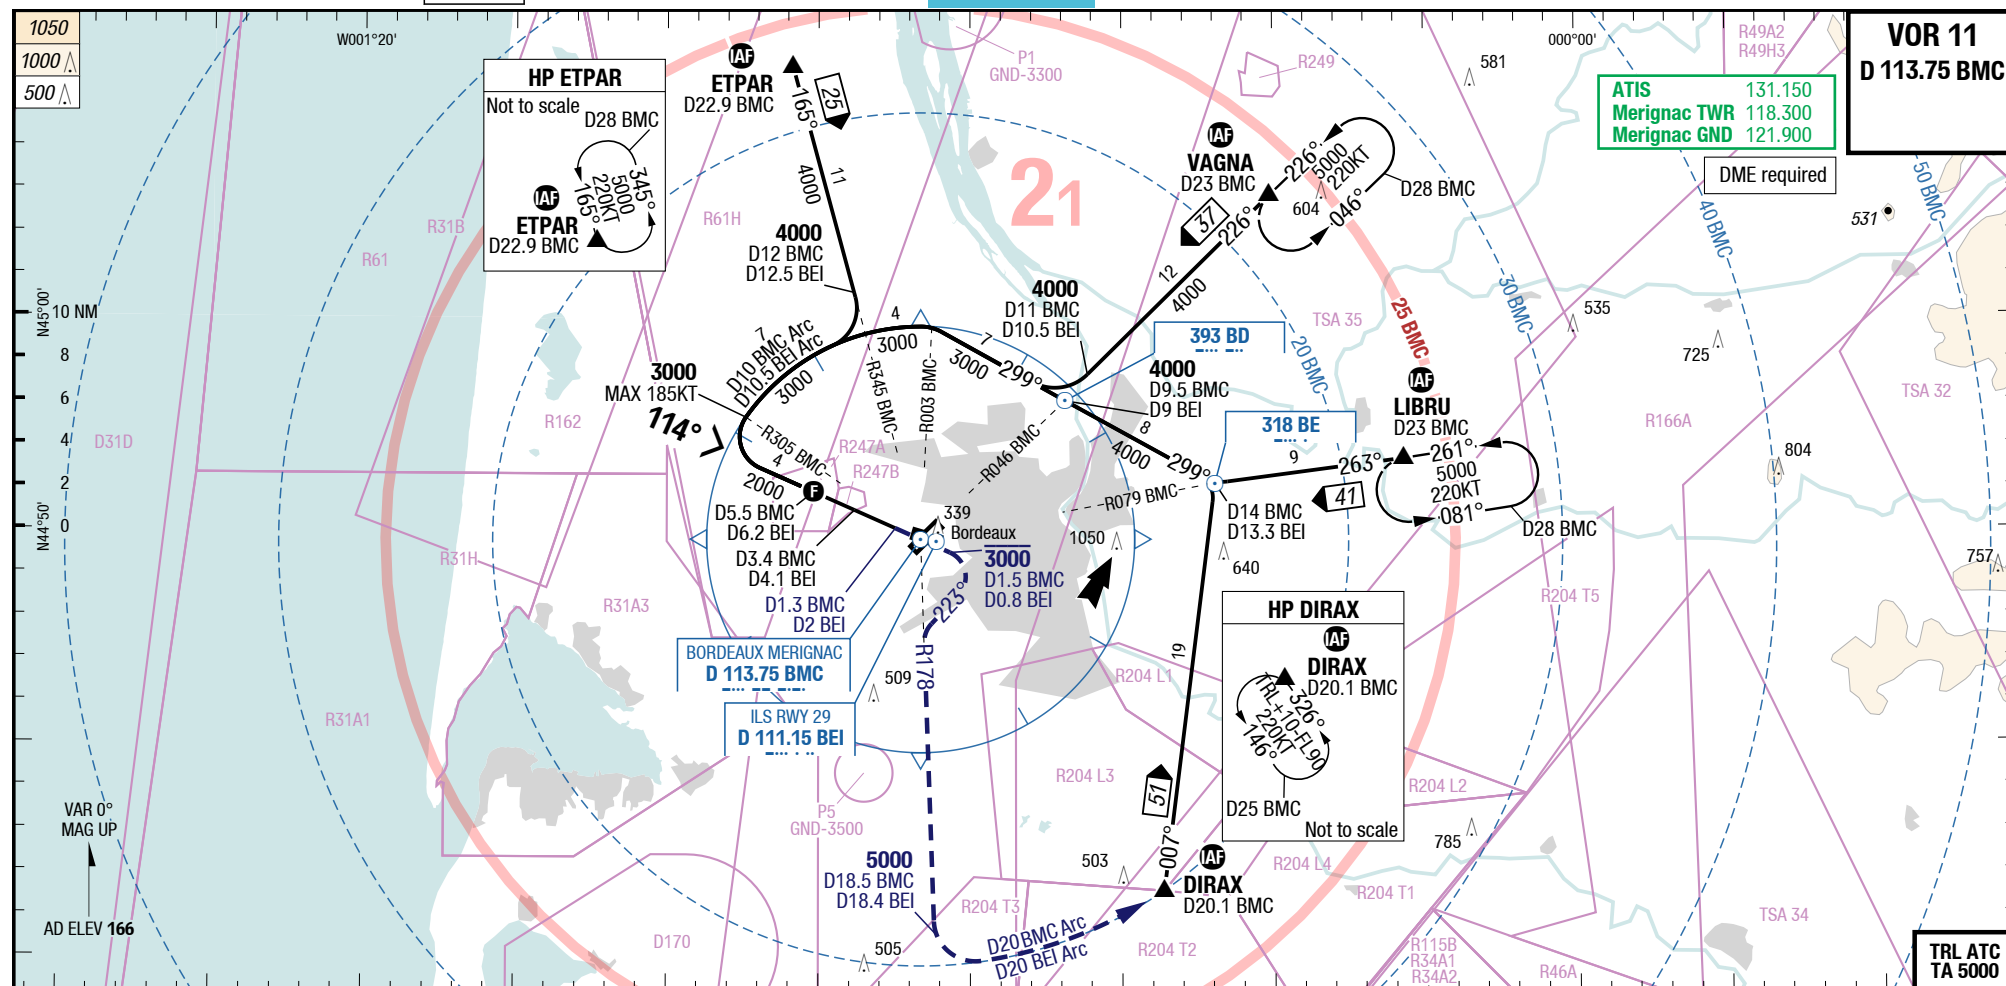 1050
1000
500
W001°20'
000°00'
VOR 11
D 113.75 BMC
ATIS 131.150
Merignac TWR 118.300
Merignac GND 121.900
DME required
HP ETPAR
Not to scale
D28 BMC
345°
5000
220KT
165°
IAF
ETPAR
D22.9 BMC
IAF
ETPAR
D22.9 BMC
165°
25
11
4000
4000
D12 BMC
D12.5 BEI
P1
GND-3300
R249
R49A2
R49H3
581
21
IAF
VAGNA
D23 BMC
226°
5000
220KT
046°
D28 BMC
604
37
226°
12
4000
4000
D11 BMC
D10.5 BEI
531
50 BMC
40 BMC
30 BMC
20 BMC
25 BMC
R31B
R61
R61H
N45°00'
10 NM
8
6
4
2
0
N44°50'
7
D10 BMC Arc
D10.5 BEI Arc
3000
4
3000
7
3000
299°
3000
MAX 185KT
114°
R345 BMC
R003 BMC
R305 BMC
R046 BMC
R079 BMC
393 BD
4000
D9.5 BMC
D9 BEI
8
4000
299°
318 BE
TSA 35
535
725
TSA 32
IAF
LIBRU
D23 BMC
261°
5000
220KT
081°
D28 BMC
9
263°
41
D14 BMC
D13.3 BEI
R166A
804
D31D
R162
R247A
R247B
4
2000
F
D5.5 BMC
D6.2 BEI
D3.4 BMC
D4.1 BEI
D1.3 BMC
D2 BEI
339
Bordeaux
3000
D1.5 BMC
D0.8 BEI
223°
1050
640
757
R31H
R31A3
R204 T5
BORDEAUX MERIGNAC
D 113.75 BMC
ILS RWY 29
D 111.15 BEI
R178
509
R31A1
R204 L1
R204 L3
R204 L2
19
HP DIRAX
IAF
DIRAX
D20.1 BMC
326°
TRL+10-FL90
220KT
146°
D25 BMC
Not to scale
51
007°
P5
GND-3500
VAR 0°
MAG UP
AD ELEV 166
785
503
IAF
DIRAX
D20.1 BMC
R204 L4
R204 T1
5000
D18.5 BMC
D18.4 BEI
R204 T3
D20 BMC Arc
D20 BEI Arc
R204 T2
505
D170
R115B
R34A1
R34A2
R46A
TSA 34
TRL ATC
TA 5000